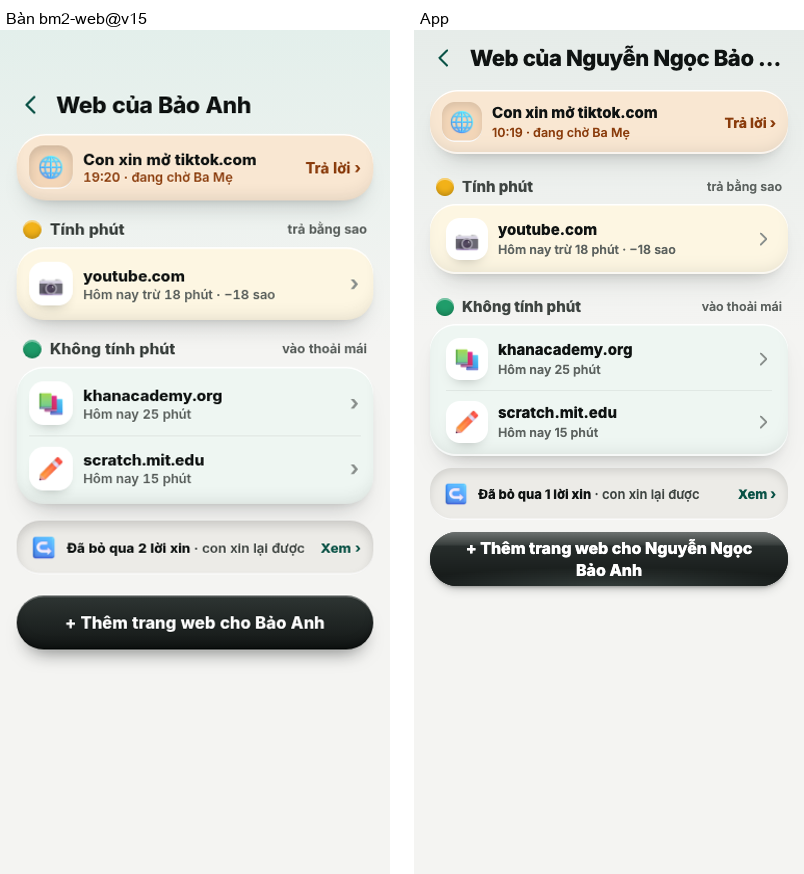 Bản bm2-web@v15
Web của Bảo Anh
Con xin mở tiktok.com
19:20 · đang chờ Ba Mẹ
Trả lời ›
Tính phút
trả bằng sao
youtube.com
Hôm nay trừ 18 phút · −18 sao
›
Không tính phút
vào thoải mái
khanacademy.org
Hôm nay 25 phút
›
scratch.mit.edu
Hôm nay 15 phút
›
Đã bỏ qua 2 lời xin · con xin lại được
Xem ›
+ Thêm trang web cho Bảo Anh
App
Web của Nguyễn Ngọc Bảo ...
Con xin mở tiktok.com
10:19 · đang chờ Ba Mẹ
Trả lời ›
Tính phút
trả bằng sao
youtube.com
Hôm nay trừ 18 phút · −18 sao
Không tính phút
vào thoải mái
khanacademy.org
Hôm nay 25 phút
scratch.mit.edu
Hôm nay 15 phút
Đã bỏ qua 1 lời xin · con xin lại được
Xem ›
+ Thêm trang web cho Nguyễn Ngọc
Bảo Anh